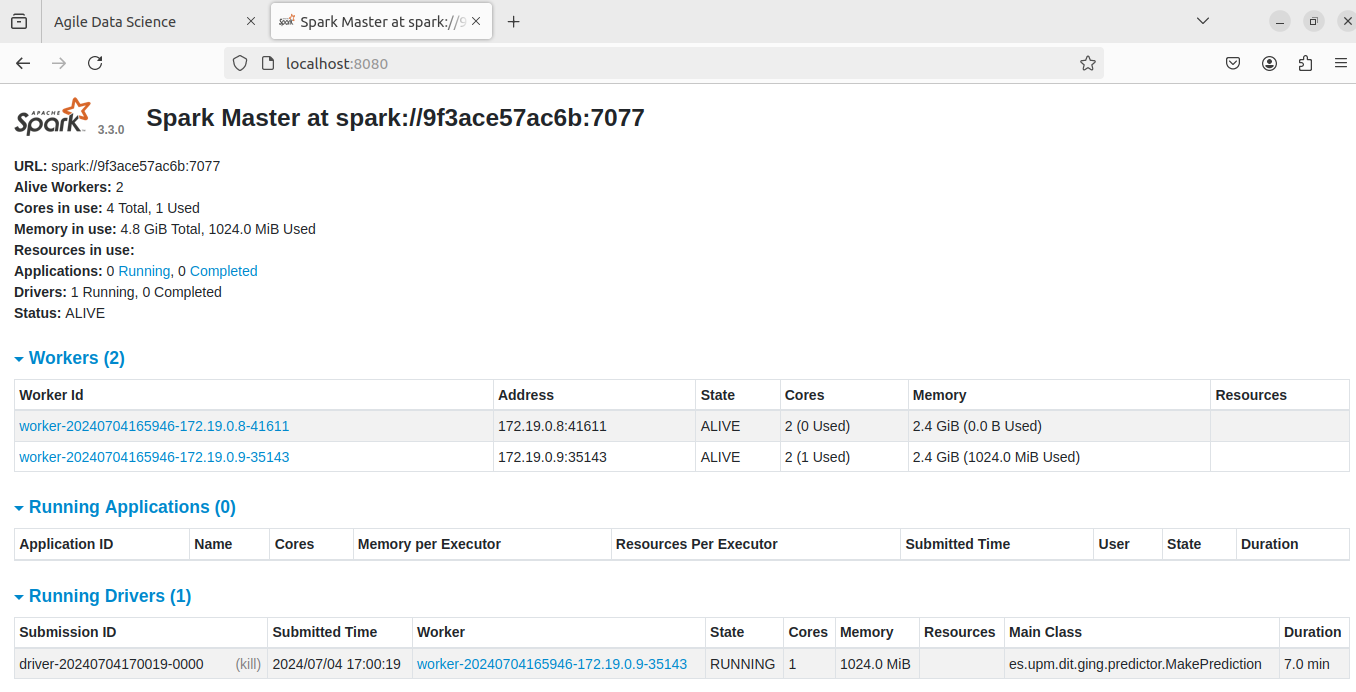 Agile Data Science
Spark Master at spark://9
localhost:8080
APACHE Spark 3.3.0
Spark Master at spark://9f3ace57ac6b:7077
URL: spark://9f3ace57ac6b:7077
Alive Workers: 2
Cores in use: 4 Total, 1 Used
Memory in use: 4.8 GiB Total, 1024.0 MiB Used
Resources in use:
Applications: 0 Running, 0 Completed
Drivers: 1 Running, 0 Completed
Status: ALIVE
Workers (2)
Worker Id Address State Cores Memory Resources
worker-20240704165946-172.19.0.8-41611 172.19.0.8:41611 ALIVE 2 (0 Used) 2.4 GiB (0.0 B Used)
worker-20240704165946-172.19.0.9-35143 172.19.0.9:35143 ALIVE 2 (1 Used) 2.4 GiB (1024.0 MiB Used)
Running Applications (0)
Application ID Name Cores Memory per Executor Resources Per Executor Submitted Time User State Duration
Running Drivers (1)
Submission ID Submitted Time Worker State Cores Memory Resources Main Class Duration
driver-20240704170019-0000 (kill) 2024/07/04 17:00:19 worker-20240704165946-172.19.0.9-35143 RUNNING 1 1024.0 MiB es.upm.dit.ging.predictor.MakePrediction 7.0 min